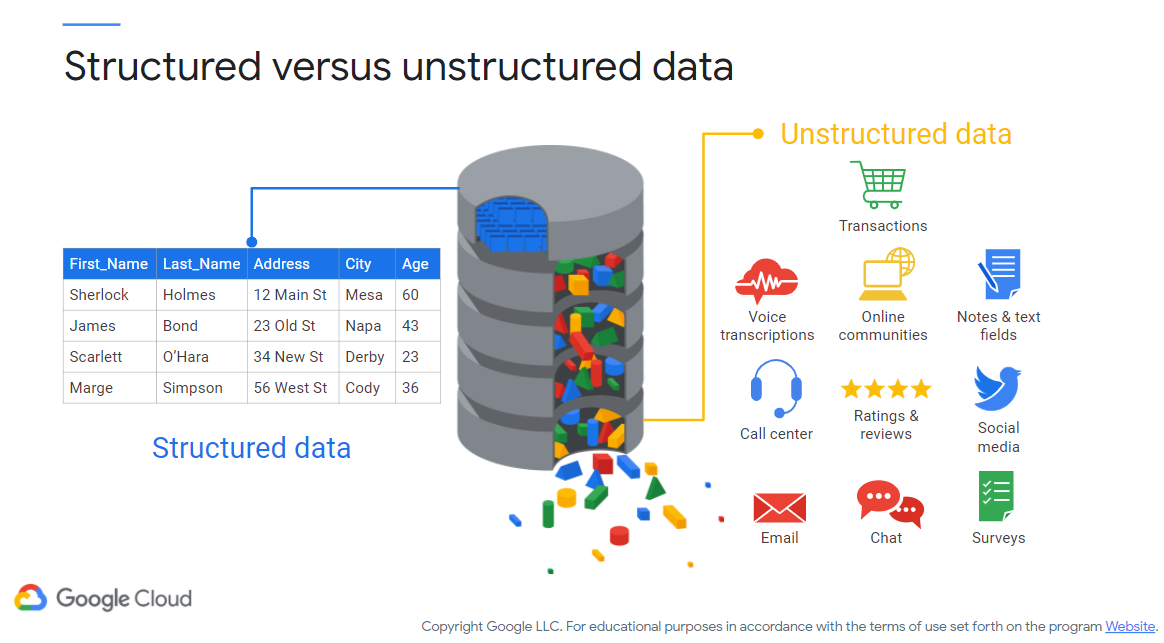 Structured versus unstructured data
First_Name Last_Name Address City Age
Sherlock Holmes 12 Main St Mesa 60
James Bond 23 Old St Napa 43
Scarlett O’Hara 34 New St Derby 23
Marge Simpson 56 West St Cody 36
Structured data
Unstructured data
Transactions
Voice
transcriptions
Online
communities
Notes & text
fields
Call center
Ratings &
reviews
Social
media
Email
Chat
Surveys
Google Cloud
Copyright Google LLC. For educational purposes in accordance with the terms of use set forth on the program Website.